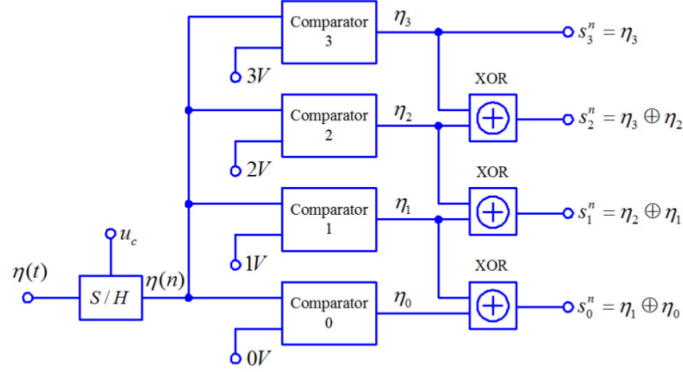 Comparator
3
η₃
s₃ⁿ = η₃
3V
XOR
Comparator
2
η₂
s₂ⁿ = η₃ ⊕ η₂
2V
XOR
Comparator
1
η₁
s₁ⁿ = η₂ ⊕ η₁
u_c
1V
XOR
η(t)
S / H
η(n)
Comparator
0
η₀
s₀ⁿ = η₁ ⊕ η₀
0V